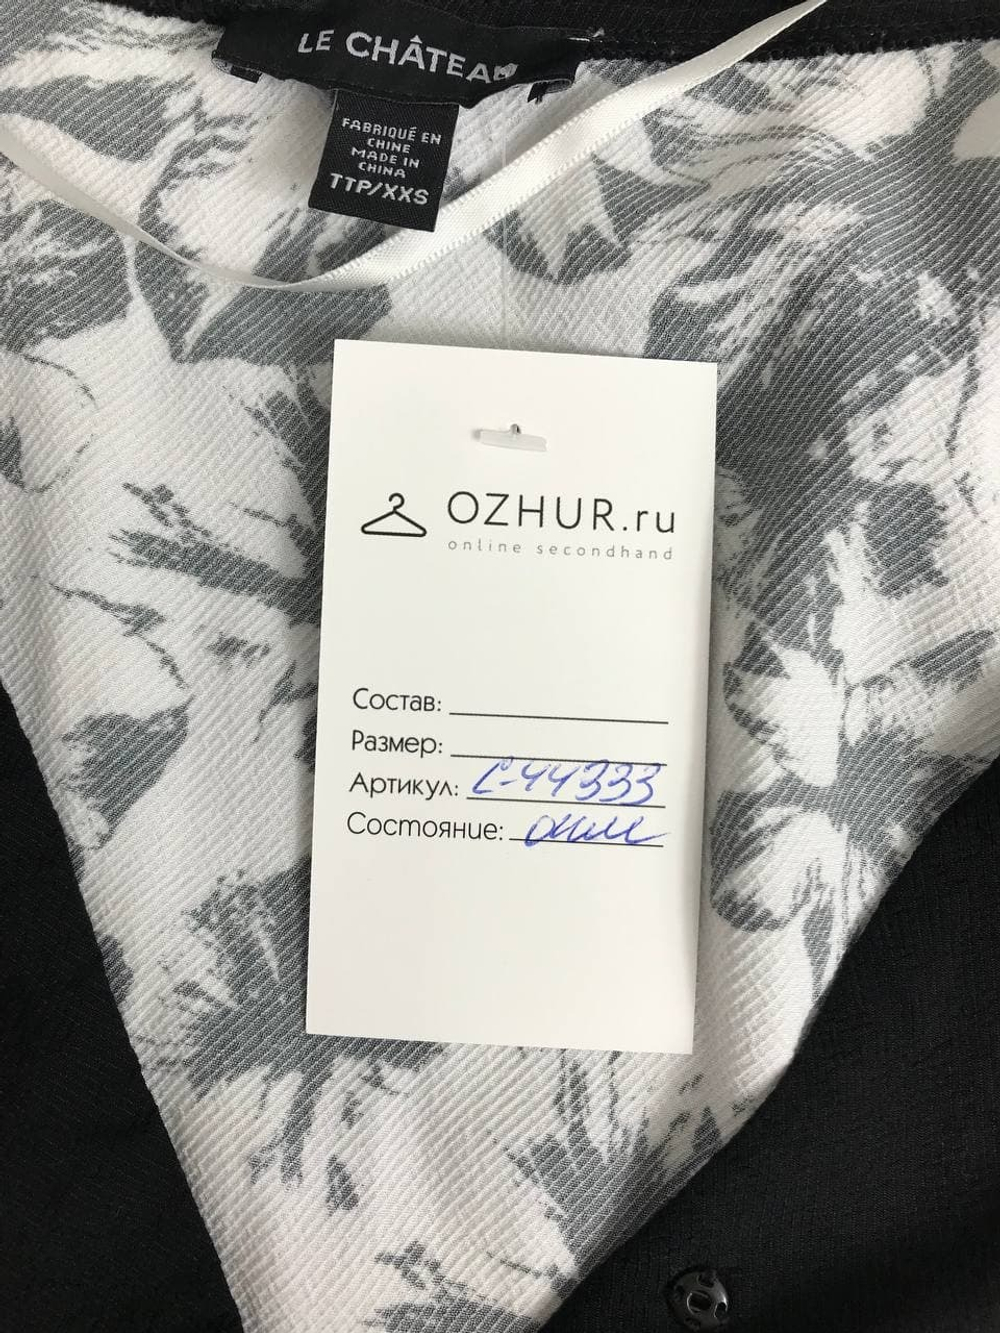 LE CHÂTEAU
FABRIQUÉ EN
CHINE
MADE IN
CHINA
TTP/XXS
OZHUR.ru
online secondhand
Состав:
Размер:
Артикул: С-44333
Состояние: